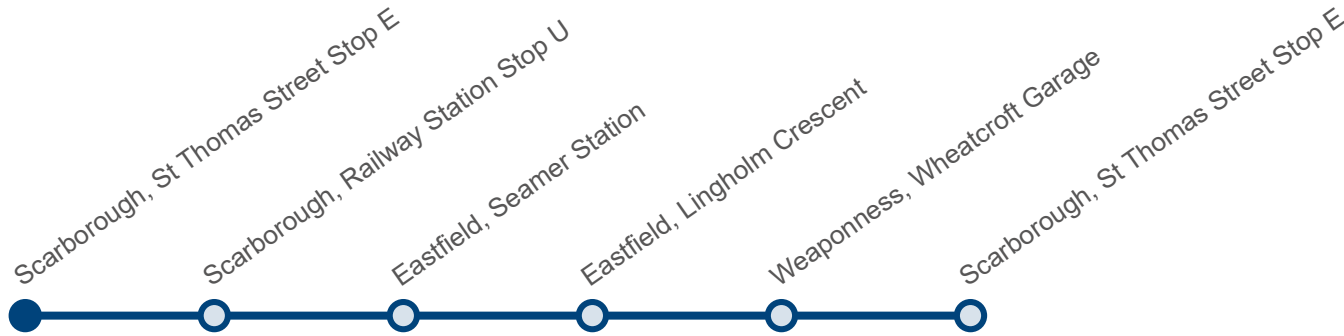 Scarborough, St Thomas Street Stop E
Scarborough, Railway Station Stop U
Eastfield, Seamer Station
Eastfield, Lingholm Crescent
Weaponness, Wheatcroft Garage
Scarborough, St Thomas Street Stop E